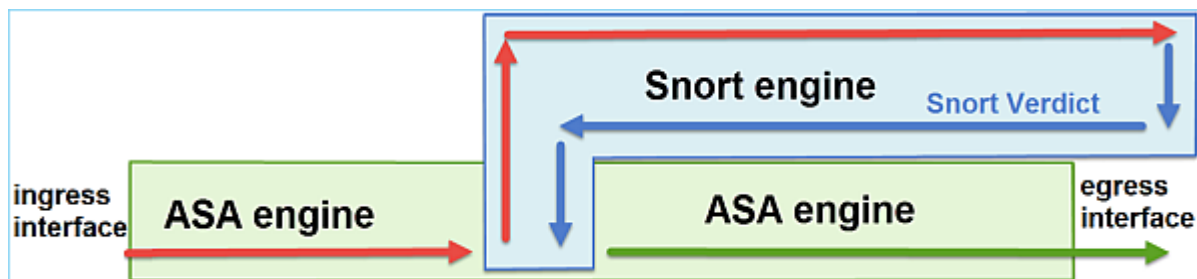 Snort engine
Snort Verdict
ingress
interface
ASA engine
ASA engine
egress
interface